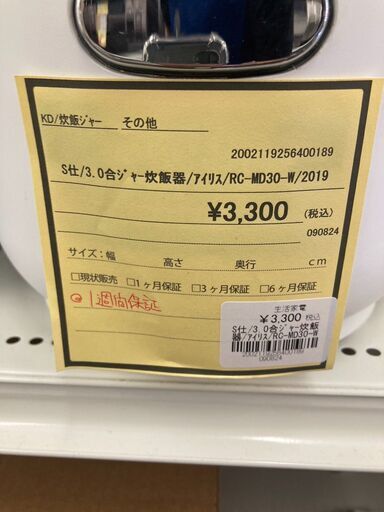 KD/炊飯ジャー その他
2002119256400189
S仕/3.0合ｼﾞｬｰ炊飯器/ｱｲﾘｽ/RC-MD30-W/2019
¥3,300 (税込)
090824
サイズ：幅 高さ 奥行 cm
□現状販売 □1ヶ月保証 □3ヶ月保証 □6ヶ月保証
1週間保証
生活家電
¥3,300 税込
S仕/3.0合ｼﾞｬｰ炊飯
器/ｱｲﾘｽ/RC-MD30-W
2002119256400189
090824